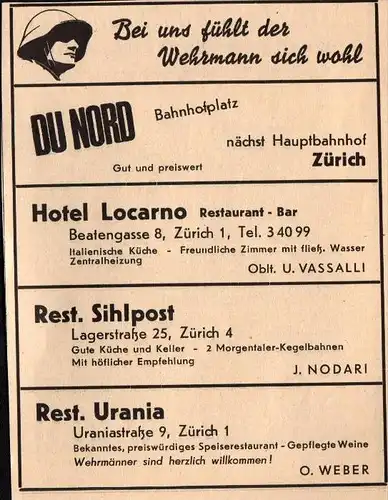 Bei uns fühlt der
Wehrmann sich wohl
DU NORD
Bahnhofplatz
nächst Hauptbahnhof
Zürich
Gut und preiswert
Hotel Locarno Restaurant - Bar
Beatengasse 8, Zürich 1, Tel. 3 40 99
Italienische Küche - Freundliche Zimmer mit fließ. Wasser
Zentralheizung
Oblt. U. VASSALLI
Rest. Sihlpost
Lagerstraße 25, Zürich 4
Gute Küche und Keller - 2 Morgentaler-Kegelbahnen
Mit höflicher Empfehlung
J. NODARI
Rest. Urania
Uraniastraße 9, Zürich 1
Bekanntes, preiswürdiges Speiserestaurant - Gepflegte Weine
Wehrmänner sind herzlich willkommen!
O. WEBER